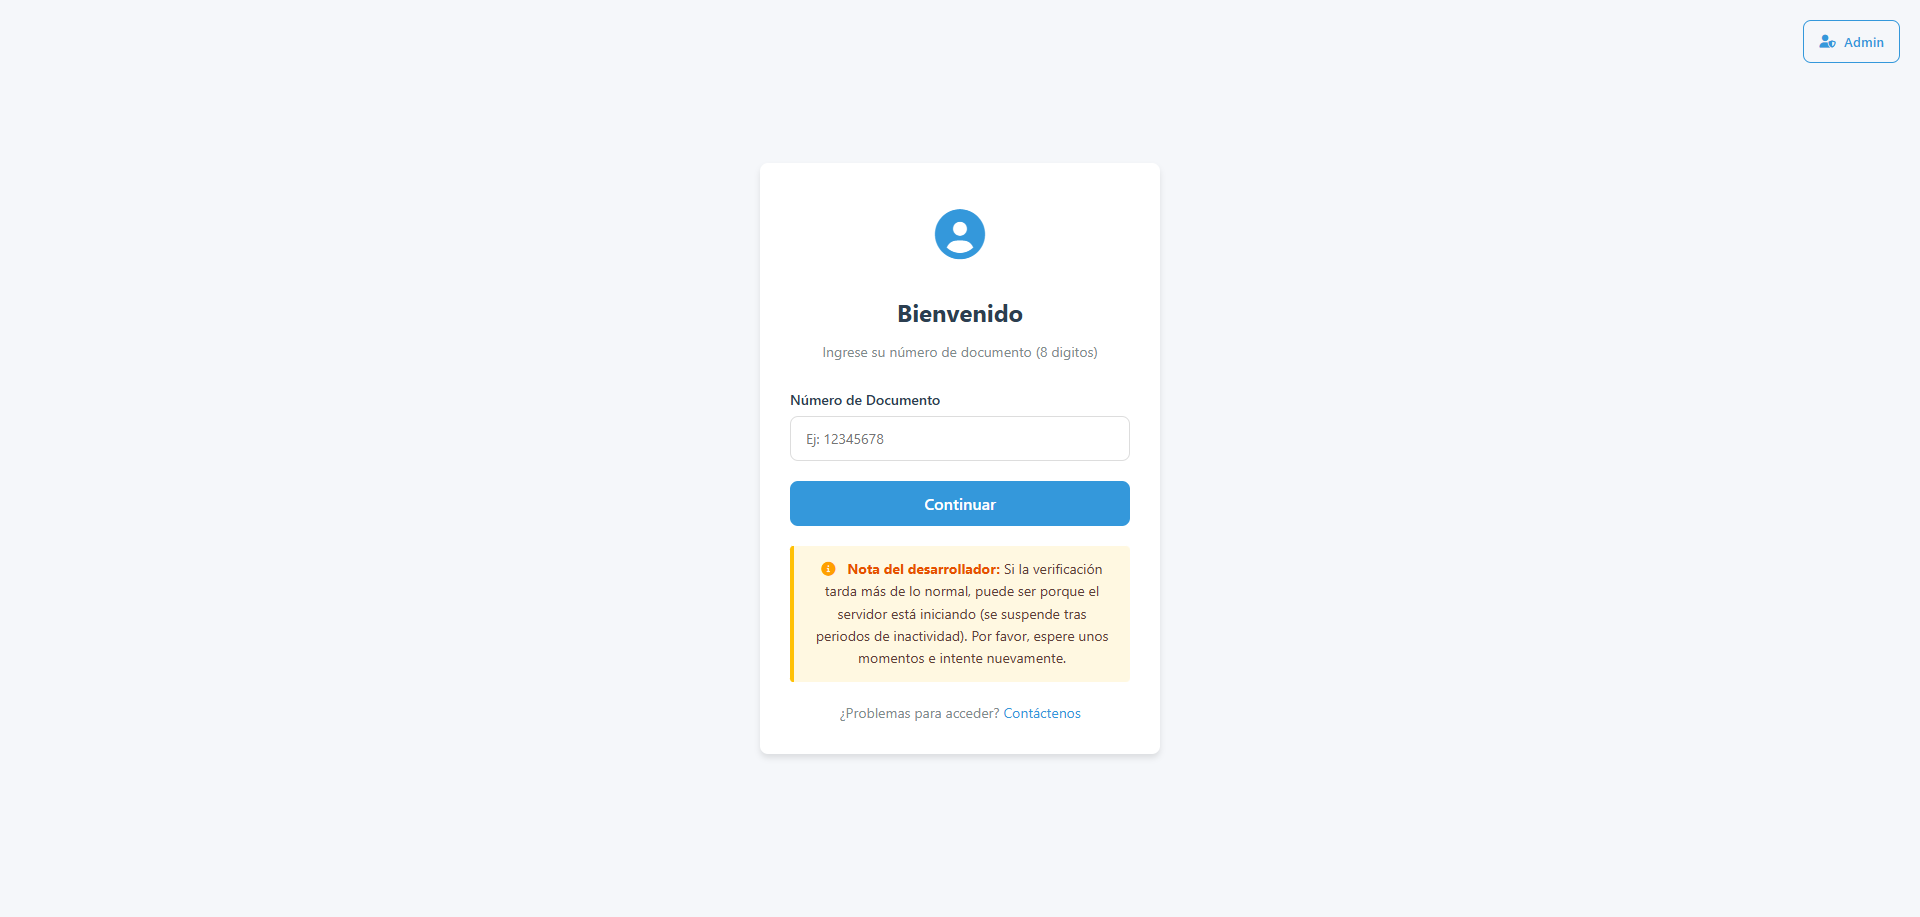 Admin
Bienvenido
Ingrese su número de documento (8 digitos)
Número de Documento
Ej: 12345678
Continuar
Nota del desarrollador: Si la verificación
tarda más de lo normal, puede ser porque el
servidor está iniciando (se suspende tras
periodos de inactividad). Por favor, espere unos
momentos e intente nuevamente.
¿Problemas para acceder? Contáctenos